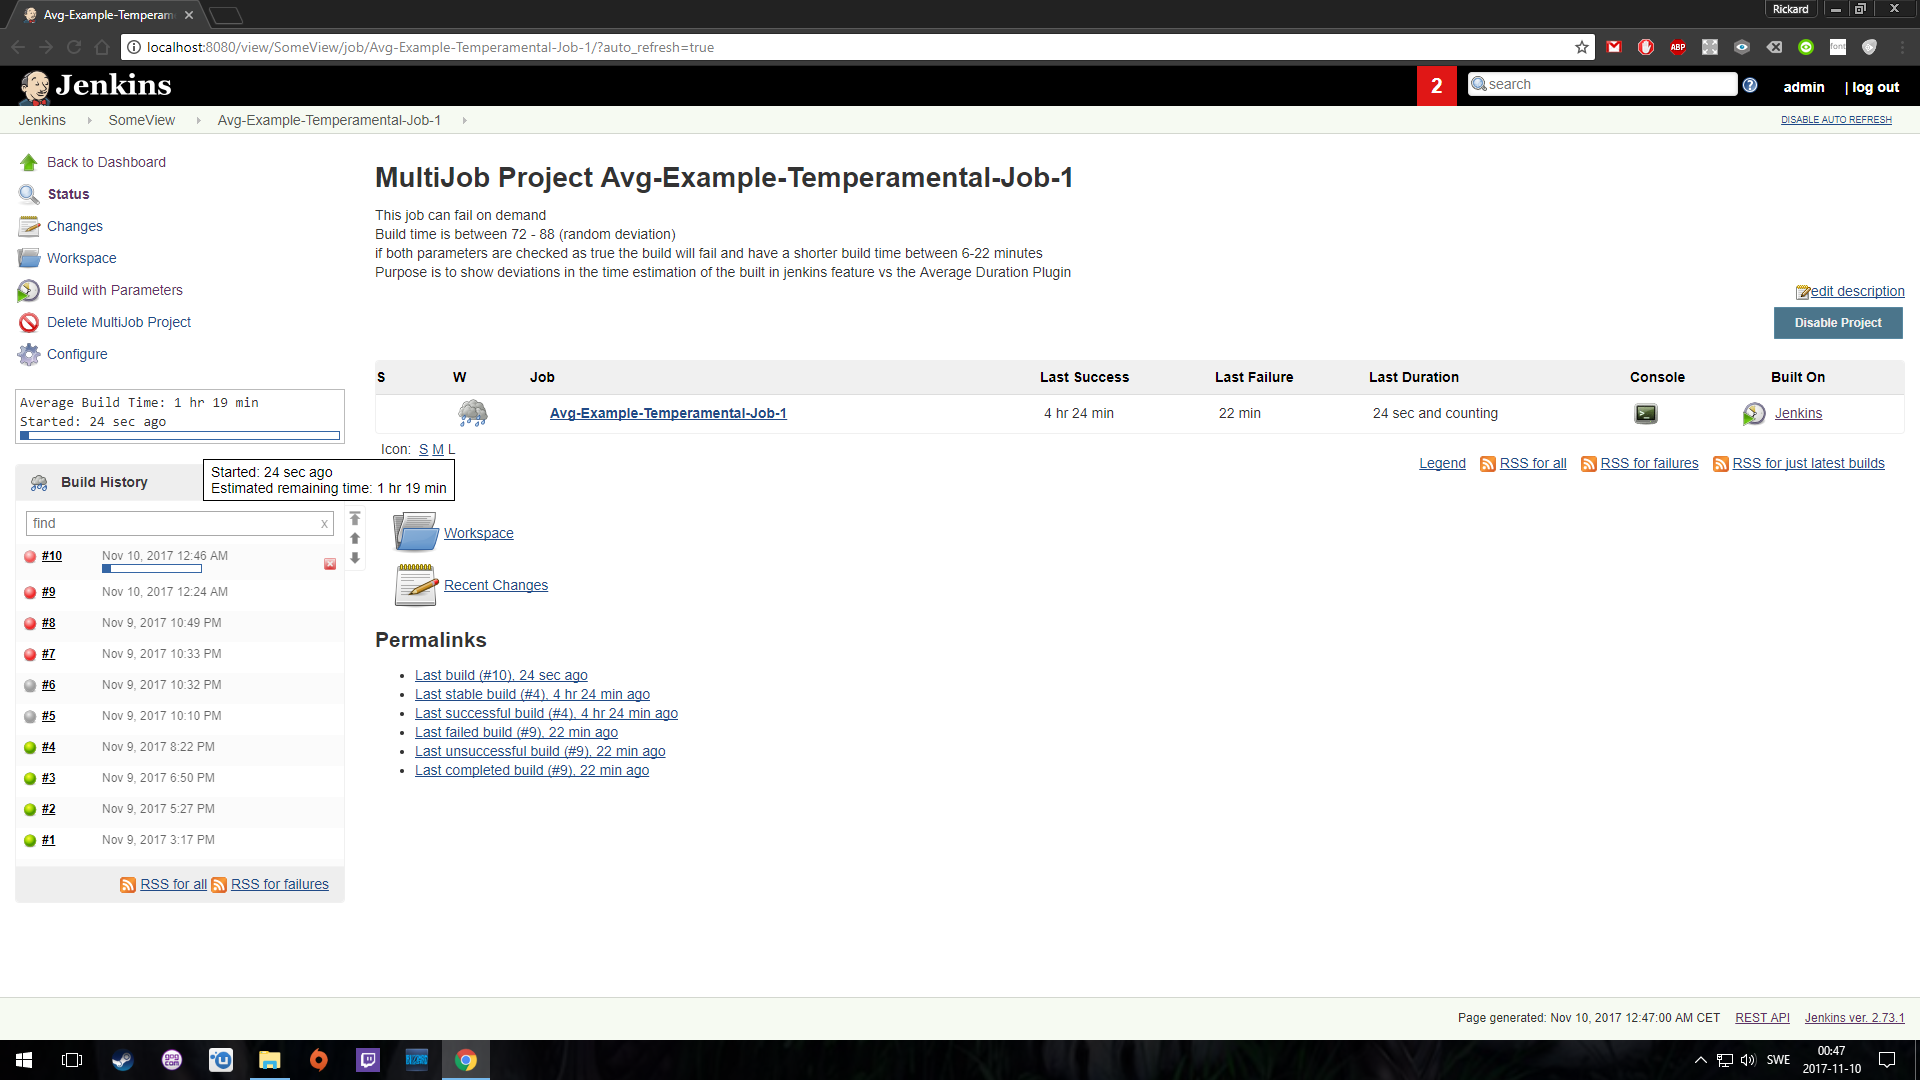 Avg-Example-Temperam
Rickard
localhost:8080/view/SomeView/job/Avg-Example-Temperamental-Job-1/?auto_refresh=true
ABP
font
Jenkins
2
search
?
admin
| log out
Jenkins
SomeView
Avg-Example-Temperamental-Job-1
DISABLE AUTO REFRESH
Back to Dashboard
Status
Changes
Workspace
Build with Parameters
Delete MultiJob Project
Configure
Average Build Time: 1 hr 19 min
Started: 24 sec ago
Build History
Started: 24 sec ago
Estimated remaining time: 1 hr 19 min
find
x
#10 Nov 10, 2017 12:46 AM
#9 Nov 10, 2017 12:24 AM
#8 Nov 9, 2017 10:49 PM
#7 Nov 9, 2017 10:33 PM
#6 Nov 9, 2017 10:32 PM
#5 Nov 9, 2017 10:10 PM
#4 Nov 9, 2017 8:22 PM
#3 Nov 9, 2017 6:50 PM
#2 Nov 9, 2017 5:27 PM
#1 Nov 9, 2017 3:17 PM
RSS for all RSS for failures
MultiJob Project Avg-Example-Temperamental-Job-1
This job can fail on demand
Build time is between 72 - 88 (random deviation)
if both parameters are checked as true the build will fail and have a shorter build time between 6-22 minutes
Purpose is to show deviations in the time estimation of the built in jenkins feature vs the Average Duration Plugin
edit description
Disable Project
S W Job Last Success Last Failure Last Duration Console Built On
Avg-Example-Temperamental-Job-1 4 hr 24 min 22 min 24 sec and counting Jenkins
Icon: S M L
Legend RSS for all RSS for failures RSS for just latest builds
Workspace
Recent Changes
Permalinks
Last build (#10), 24 sec ago
Last stable build (#4), 4 hr 24 min ago
Last successful build (#4), 4 hr 24 min ago
Last failed build (#9), 22 min ago
Last unsuccessful build (#9), 22 min ago
Last completed build (#9), 22 min ago
Page generated: Nov 10, 2017 12:47:00 AM CET REST API Jenkins ver. 2.73.1
gog
com
SWE
00:47
2017-11-10